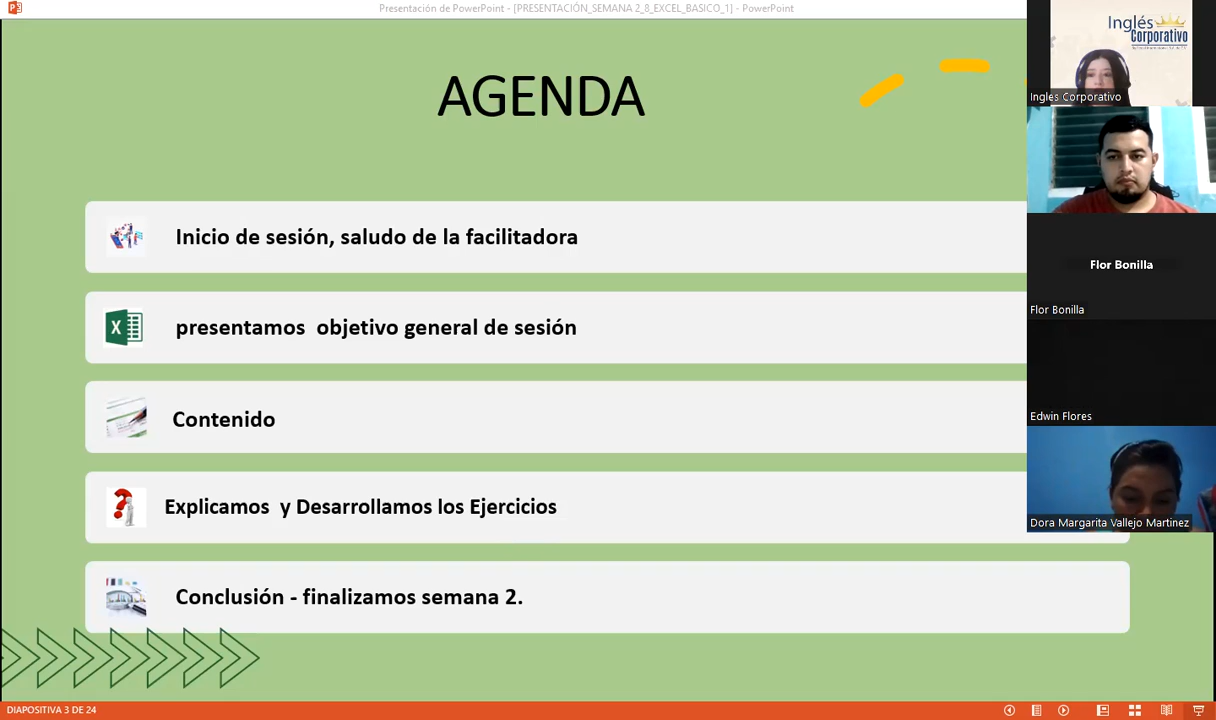 Presentación de PowerPoint - [PRESENTACIÓN_SEMANA 2_8_EXCEL_BASICO_1] - PowerPoint
AGENDA
Inicio de sesión, saludo de la facilitadora
presentamos objetivo general de sesión
Contenido
Explicamos y Desarrollamos los Ejercicios
Conclusión - finalizamos semana 2.
DIAPOSITIVA 3 DE 24
Inglés
Corporativo
Ingles Corporativo
Flor Bonilla
Flor Bonilla
Edwin Flores
Dora Margarita Vallejo Martinez